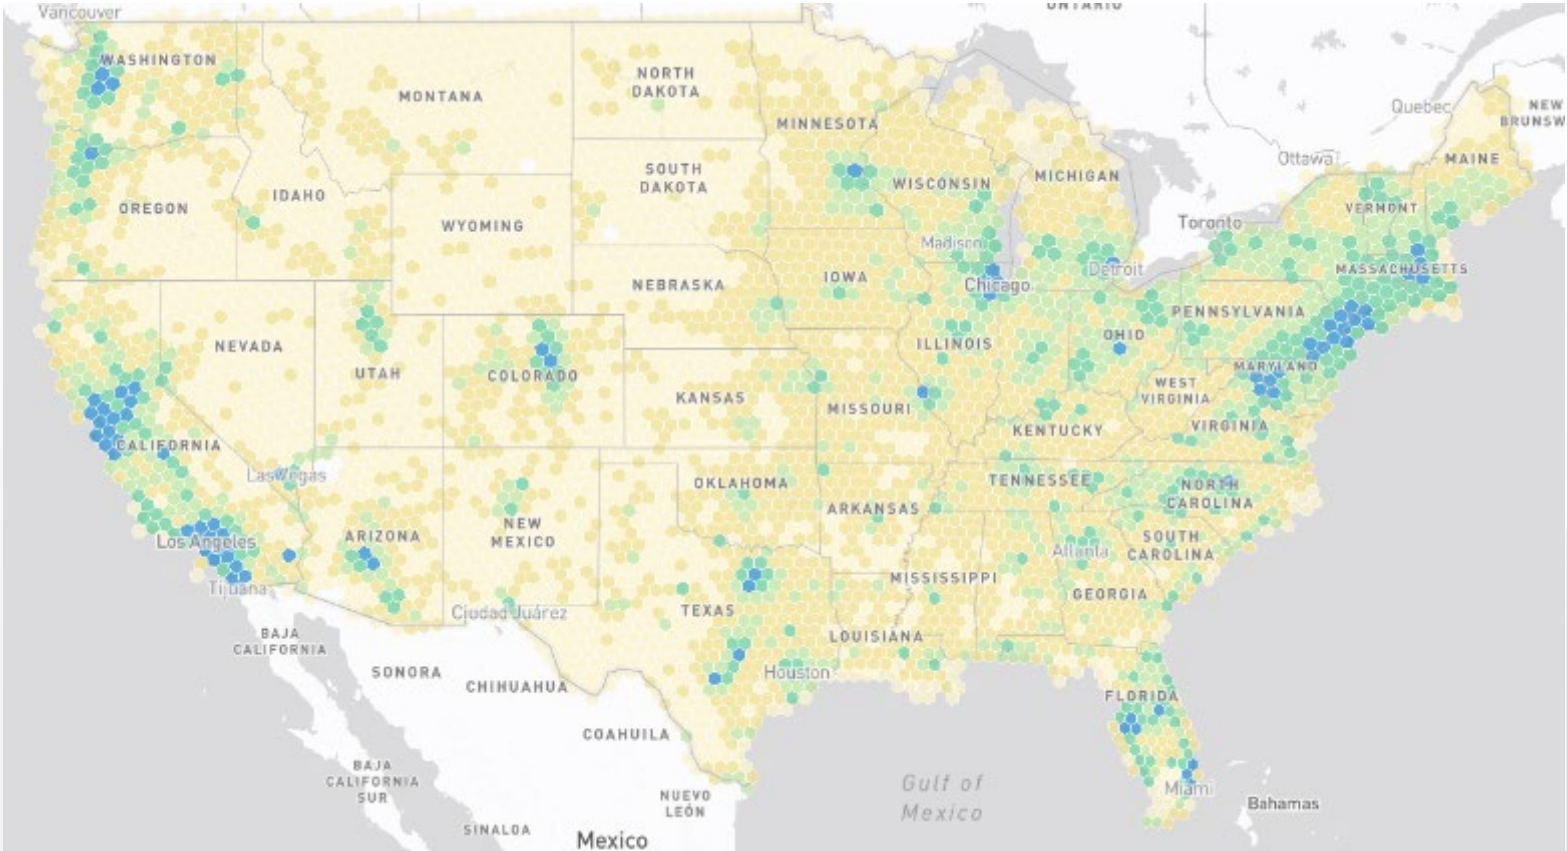 Vancouver
ONTARIO
WASHINGTON
NORTH
DAKOTA
MONTANA
Quebec
NEW
BRUNSW
MINNESOTA
Ottawa
MAINE
SOUTH
DAKOTA
WISCONSIN
MICHIGAN
IDAHO
OREGON
VERMONT
WYOMING
Toronto
Madison
Detroit
MASSACHUSETTS
IOWA
NEBRASKA
Chicago
PENNSYLVANIA
OHIO
NEVADA
ILLINOIS
UTAH
COLORADO
MARYLAND
WEST
VIRGINIA
KANSAS
MISSOURI
VIRGINIA
KENTUCKY
CALIFORNIA
Las Vegas
TENNESSEE
OKLAHOMA
NORTH
CAROLINA
ARKANSAS
NEW
MEXICO
ARIZONA
Los Angeles
SOUTH
CAROLINA
Atlanta
MISSISSIPPI
Tijuana
GEORGIA
Ciudad Juárez
TEXAS
BAJA
CALIFORNIA
LOUISIANA
SONORA
Houston
CHIHUAHUA
FLORIDA
COAHUILA
BAJA
CALIFORNIA
SUR
Gulf of
Mexico
Miami
NUEVO
LEÓN
Bahamas
SINALOA
Mexico